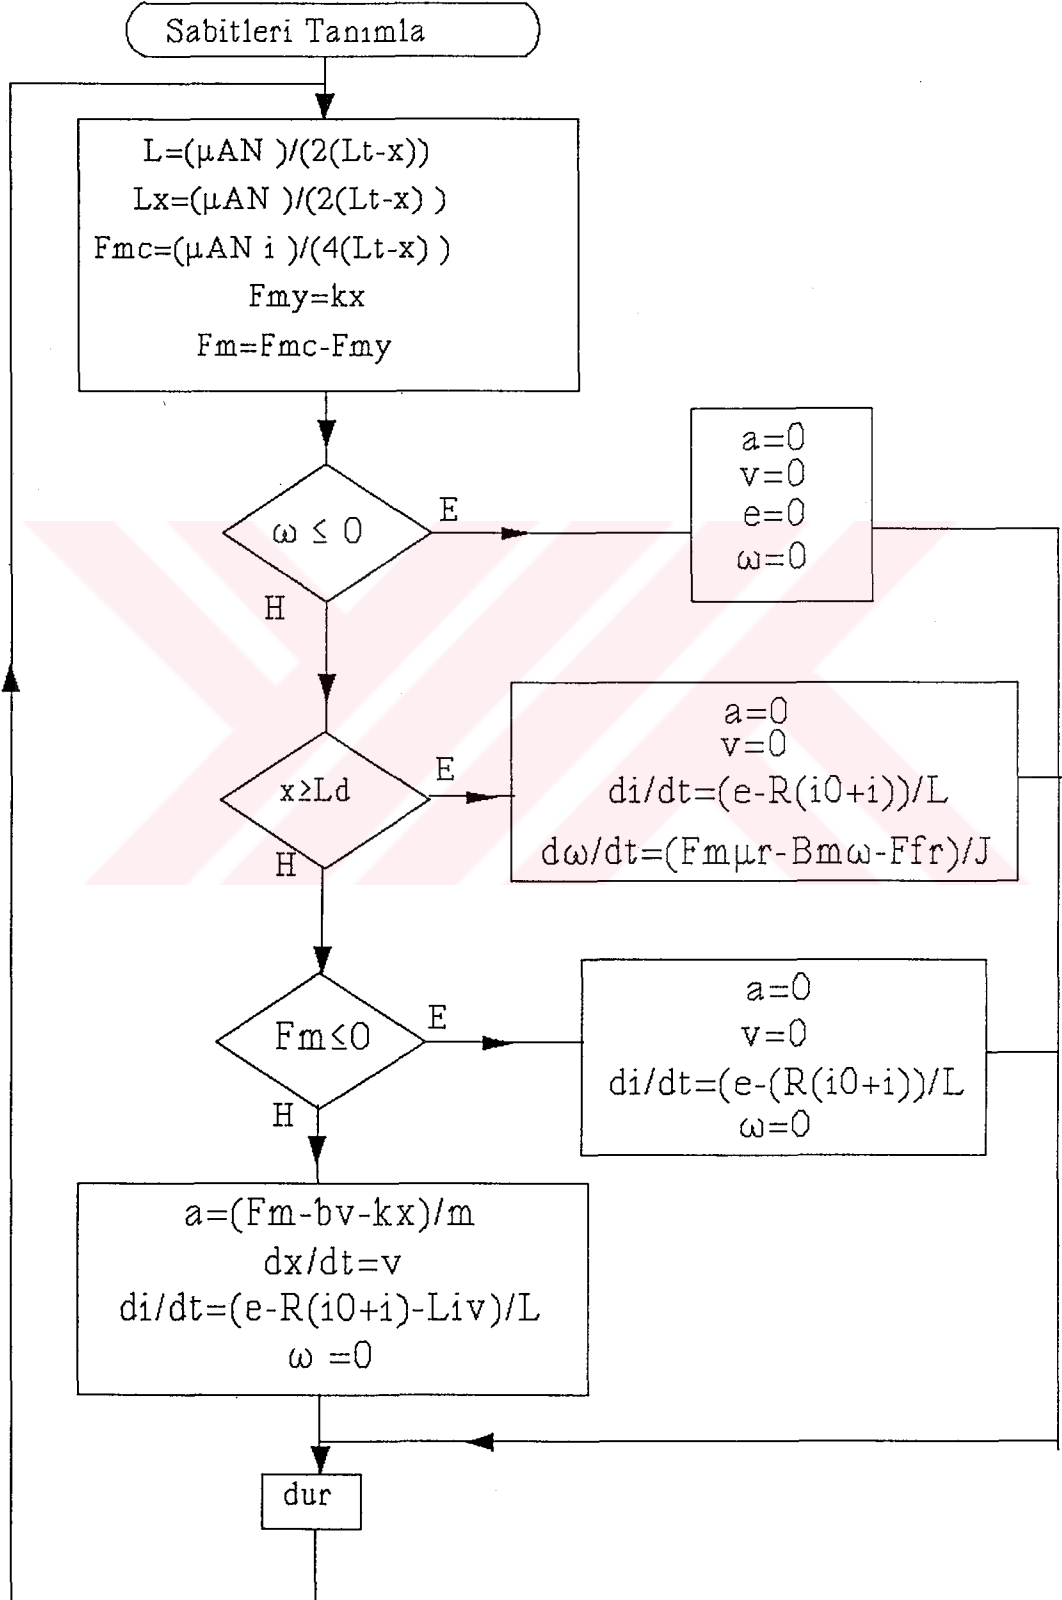 Sabitleri Tanımla
L=(μAN )/(2(Lt-x))
Lx=(μAN )/(2(Lt-x) )
Fmc=(μAN i )/(4(Lt-x) )
Fmy=kx
Fm=Fmc-Fmy
ω ≤ 0
E
H
a=0
v=0
e=0
ω=0
x≥Ld
E
H
a=0
v=0
di/dt=(e-R(i0+i))/L
dω/dt=(Fmμr-Bmω-Ffr)/J
Fm≤0
E
H
a=0
v=0
di/dt=(e-(R(i0+i))/L
ω=0
a=(Fm-bv-kx)/m
dx/dt=v
di/dt=(e-R(i0+i)-Liv)/L
ω =0
dur